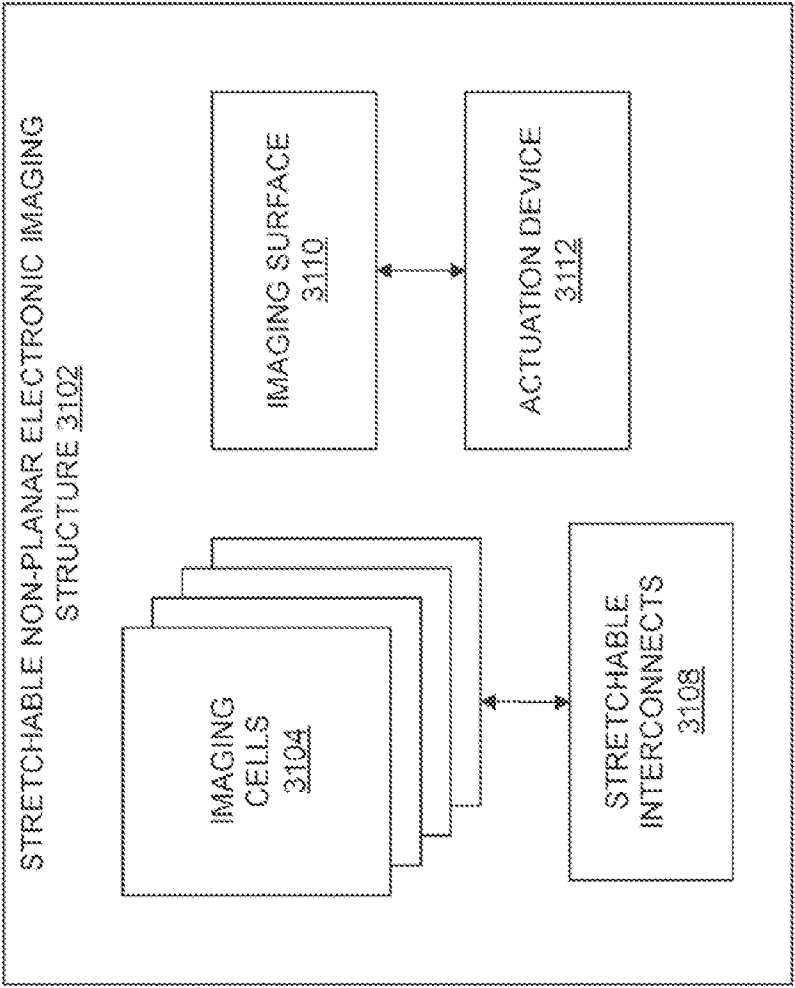 STRETCHABLE NON-PLANAR ELECTRONIC IMAGING
STRUCTURE 3102
IMAGING
CELLS
3104
STRETCHABLE
INTERCONNECTS
3108
IMAGING SURFACE
3110
ACTUATION DEVICE
3112